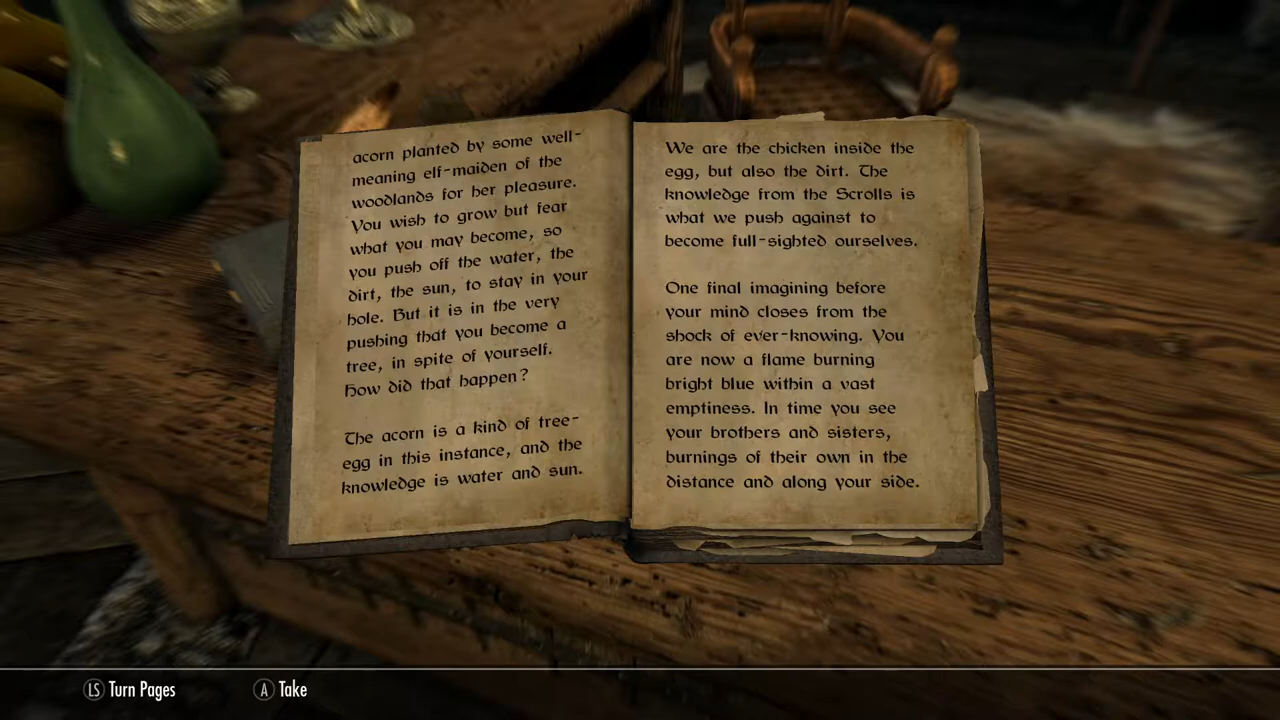 acorn planted by some well-
meaning elf-maiden of the
woodlands for her pleasure.
You wish to grow but fear
what you may become, so
you push off the water, the
dirt, the sun, to stay in your
hole. But it is in the very
pushing that you become a
tree, in spite of yourself.
How did that happen?
The acorn is a kind of tree-
egg in this instance, and the
knowledge is water and sun.
We are the chicken inside the
egg, but also the dirt. The
knowledge from the Scrolls is
what we push against to
become full-sighted ourselves.
One final imagining before
your mind closes from the
shock of ever-knowing. You
are now a flame burning
bright blue within a vast
emptiness. In time you see
your brothers and sisters,
burnings of their own in the
distance and along your side.
LS Turn Pages
A Take